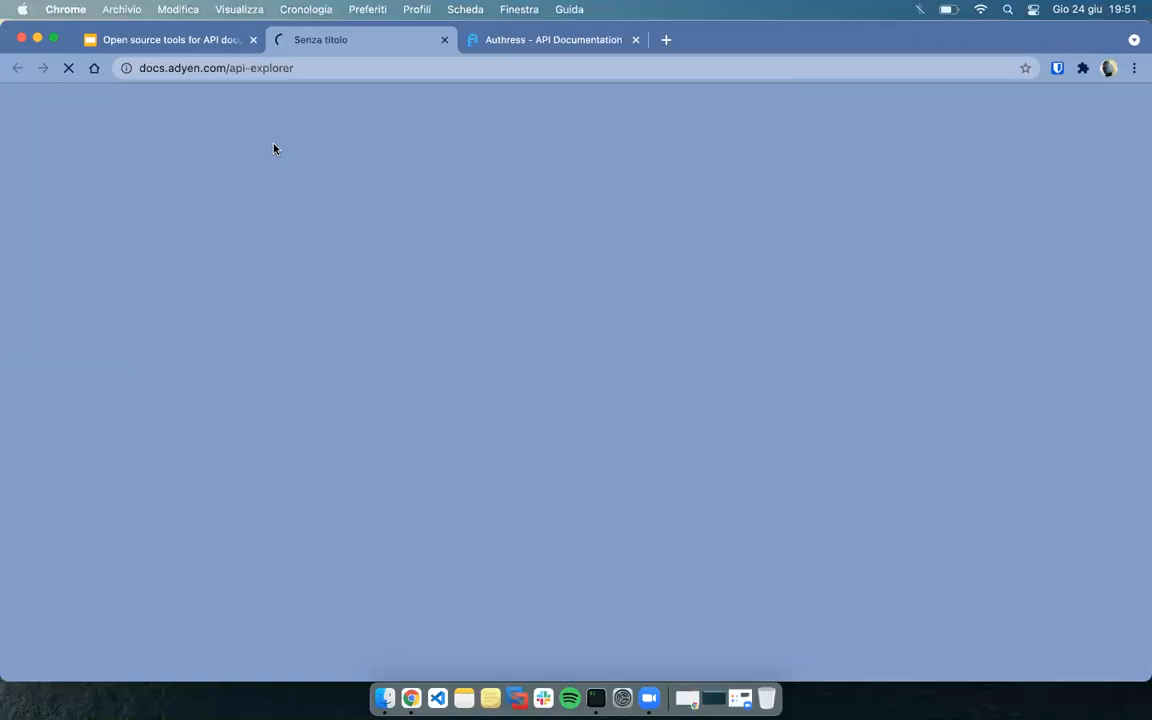 Chrome Archivio Modifica Visualizza Cronologia Preferiti Profili Scheda Finestra Guida Gio 24 giu 19:51
Open source tools for API doc Senza titolo Authress - API Documentation
docs.adyen.com/api-explorer